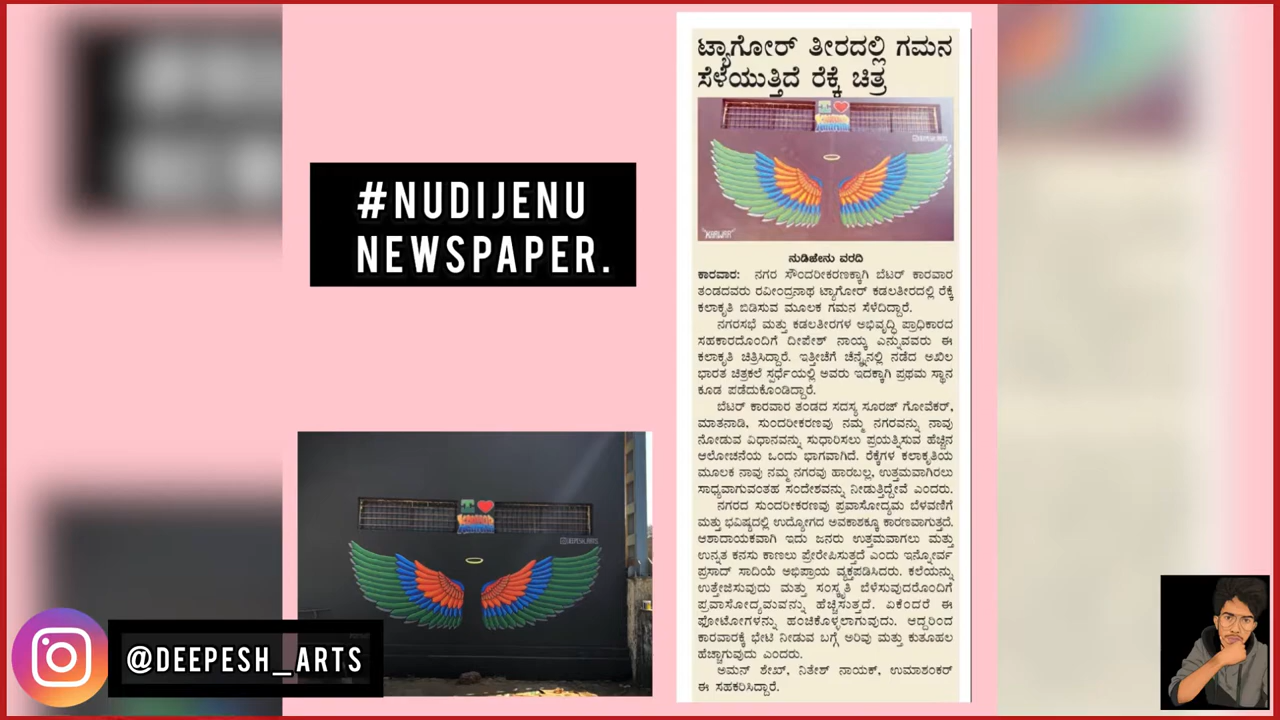 #NUDIJENU
NEWSPAPER.
@DEEPESH_ARTS
ಟ್ಯಾಗೋರ್ ತೀರದಲ್ಲಿ ಗಮನ
ಸೆಳೆಯುತ್ತಿದೆ ರೆಕ್ಕೆ ಚಿತ್ರ
DEEPESH_ARTS
KARWAR
ನುಡಿಜೇನು ವರದಿ
ಕಾರವಾರ: ನಗರ ಸೌಂದರೀಕರಣಕ್ಕಾಗಿ ಬೆಟರ್ ಕಾರವಾರ
ತಂಡದವರು ರವೀಂದ್ರನಾಥ ಟ್ಯಾಗೋರ್ ಕಡಲತೀರದಲ್ಲಿ ರೆಕ್ಕೆ
ಕಲಾಕೃತಿ ಬಿಡಿಸುವ ಮೂಲಕ ಗಮನ ಸೆಳೆದಿದ್ದಾರೆ.
ನಗರಸಭೆ ಮತ್ತು ಕಡಲತೀರಗಳ ಅಭಿವೃದ್ಧಿ ಪ್ರಾಧಿಕಾರದ
ಸಹಕಾರದೊಂದಿಗೆ ದೀಪೇಶ್ ನಾಯ್ಕ ಎನ್ನುವವರು ಈ
ಕಲಾಕೃತಿ ಚಿತ್ರಿಸಿದ್ದಾರೆ. ಇತ್ತೀಚೆಗೆ ಚೆನ್ನೈನಲ್ಲಿ ನಡೆದ ಅಖಿಲ
ಭಾರತ ಚಿತ್ರಕಲೆ ಸ್ಪರ್ಧೆಯಲ್ಲಿ ಅವರು ಇದಕ್ಕಾಗಿ ಪ್ರಥಮ ಸ್ಥಾನ
ಕೂಡ ಪಡೆದುಕೊಂಡಿದ್ದಾರೆ.
ಬೆಟರ್ ಕಾರವಾರ ತಂಡದ ಸದಸ್ಯ ಸೂರಜ್ ಗೋವೆಕರ್,
ಮಾತನಾಡಿ, ಸುಂದರೀಕರಣವು ನಮ್ಮ ನಗರವನ್ನು ನಾವು
ನೋಡುವ ವಿಧಾನವನ್ನು ಸುಧಾರಿಸಲು ಪ್ರಯತ್ನಿಸುವ ಹೆಚ್ಚಿನ
ಆಲೋಚನೆಯ ಒಂದು ಭಾಗವಾಗಿದೆ. ರೆಕ್ಕೆಗಳ ಕಲಾಕೃತಿಯ
ಮೂಲಕ ನಾವು ನಮ್ಮ ನಗರವು ಹಾರಬಲ್ಲ, ಉತ್ತಮವಾಗಿರಲು
ಸಾಧ್ಯವಾಗುವಂತಹ ಸಂದೇಶವನ್ನು ನೀಡುತ್ತಿದ್ದೇವೆ ಎಂದರು.
ನಗರದ ಸುಂದರೀಕರಣವು ಪ್ರವಾಸೋದ್ಯಮ ಬೆಳವಣಿಗೆ
ಮತ್ತು ಭವಿಷ್ಯದಲ್ಲಿ ಉದ್ಯೋಗದ ಅವಕಾಶಕ್ಕೂ ಕಾರಣವಾಗುತ್ತದೆ.
ಆಶಾದಾಯಕವಾಗಿ ಇದು ಜನರು ಉತ್ತಮವಾಗಲು ಮತ್ತು
ಉನ್ನತ ಕನಸು ಕಾಣಲು ಪ್ರೇರೇಪಿಸುತ್ತದೆ ಎಂದು ಇನ್ನೋರ್ವ
ಪ್ರಸಾದ್ ಸಾದಿಯೆ ಅಭಿಪ್ರಾಯ ವ್ಯಕ್ತಪಡಿಸಿದರು. ಕಲೆಯನ್ನು
ಉತ್ತೇಜಿಸುವುದು ಮತ್ತು ಸಂಸ್ಕೃತಿ ಬೆಳೆಸುವುದರೊಂದಿಗೆ
ಪ್ರವಾಸೋದ್ಯಮವನ್ನು ಹೆಚ್ಚಿಸುತ್ತದೆ. ಏಕೆಂದರೆ ಈ
ಫೋಟೋಗಳನ್ನು ಹಂಚಿಕೊಳ್ಳಲಾಗುವುದು. ಆದ್ದರಿಂದ
ಕಾರವಾರಕ್ಕೆ ಭೇಟಿ ನೀಡುವ ಬಗ್ಗೆ ಅರಿವು ಮತ್ತು ಕುತೂಹಲ
ಹೆಚ್ಚಾಗುವುದು ಎಂದರು.
ಅಮನ್ ಶೇಖ್, ನಿತೇಶ್ ನಾಯಕ್, ಉಮಾಶಂಕರ್
ಈ ಸಹಕರಿಸಿದ್ದಾರೆ.
DEEPESH_ARTS